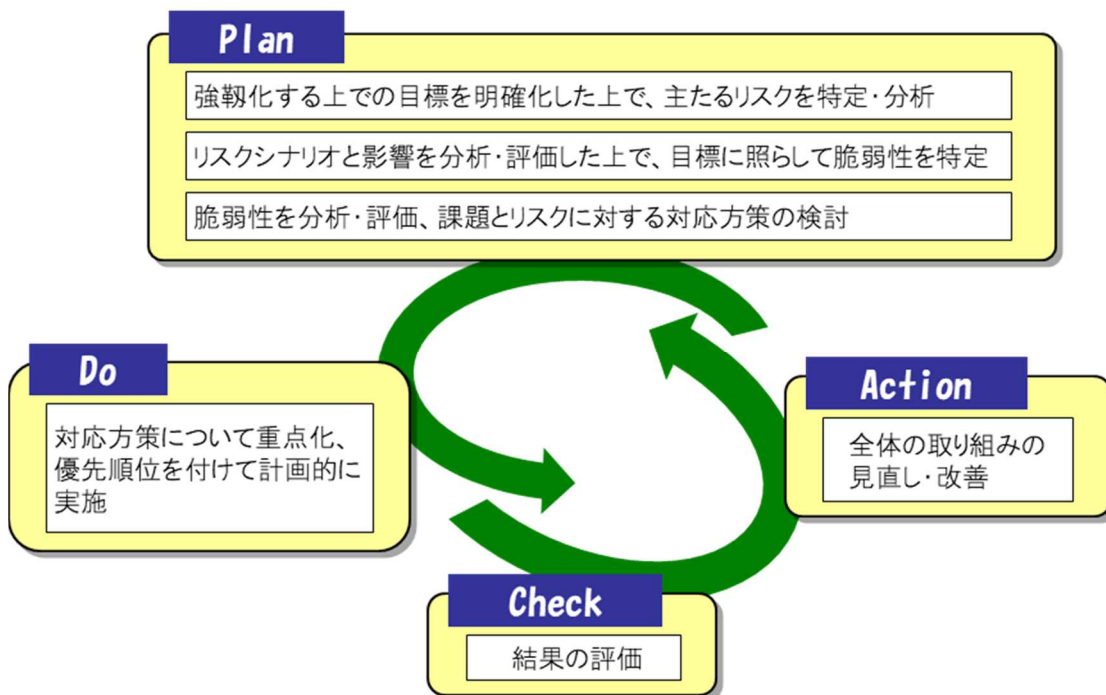 Plan
強靱化する上での目標を明確化した上で、主たるリスクを特定・分析
リスクシナリオと影響を分析・評価した上で、目標に照らして脆弱性を特定
脆弱性を分析・評価、課題とリスクに対する対応方策の検討
Do
対応方策について重点化、
優先順位を付けて計画的に
実施
Action
全体の取り組みの
見直し・改善
Check
結果の評価